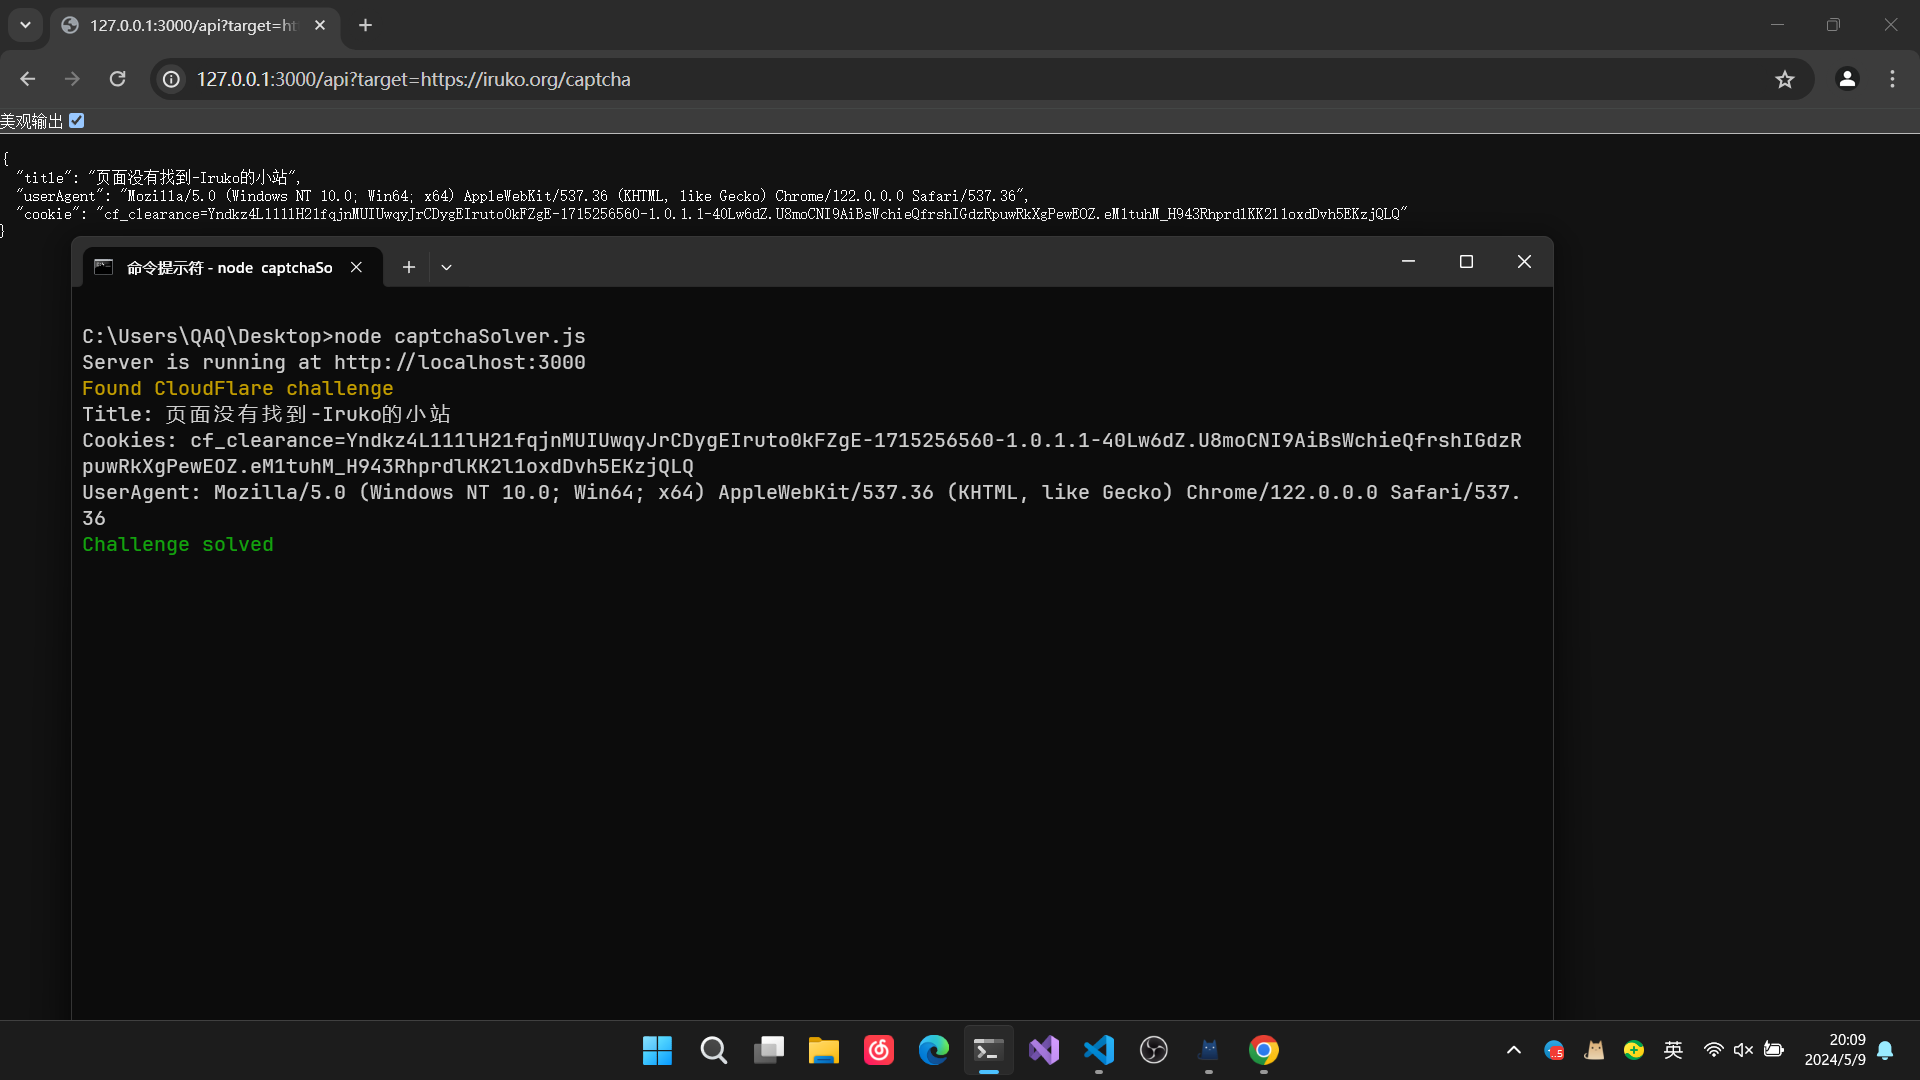 127.0.0.1:3000/api?target=ht
127.0.0.1:3000/api?target=https://iruko.org/captcha
美观输出
{
"title": "页面没有找到-Iruko的小站",
"userAgent": "Mozilla/5.0 (Windows NT 10.0; Win64; x64) AppleWebKit/537.36 (KHTML, like Gecko) Chrome/122.0.0.0 Safari/537.36",
"cookie": "cf_clearance=Yndkz4L111lH21fqjnMUIUwqyJrCDygEIruto0kFZgE-1715256560-1.0.1.1-40Lw6dZ.U8moCNI9AiBsWchieQfrshIGdzRpuwRkXgPewEOZ.eM1tuhM_H943RhprdlKK2l1oxdDvh5EKzjQLQ"
}
命令提示符 - node captchaSo
C:\Users\QAQ\Desktop>node captchaSolver.js
Server is running at http://localhost:3000
Found CloudFlare challenge
Title: 页面没有找到-Iruko的小站
Cookies: cf_clearance=Yndkz4L111lH21fqjnMUIUwqyJrCDygEIruto0kFZgE-1715256560-1.0.1.1-40Lw6dZ.U8moCNI9AiBsWchieQfrshIGdzR
puwRkXgPewEOZ.eM1tuhM_H943RhprdlKK2l1oxdDvh5EKzjQLQ
UserAgent: Mozilla/5.0 (Windows NT 10.0; Win64; x64) AppleWebKit/537.36 (KHTML, like Gecko) Chrome/122.0.0.0 Safari/537.
36
Challenge solved
英
20:09
2024/5/9